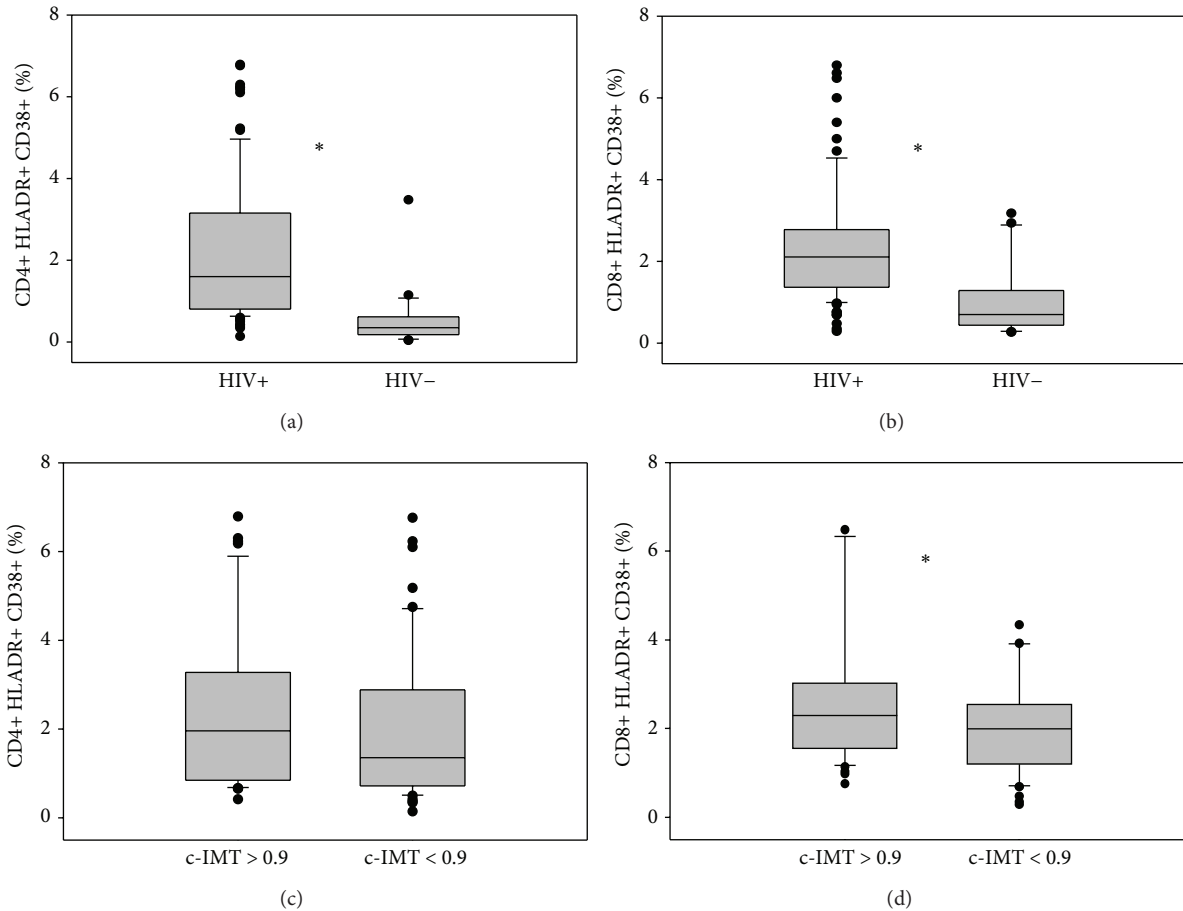 8
6
4
2
0
CD4+ HLADR+ CD38+ (%)
*
HIV+ HIV−
(a)
8
6
4
2
0
CD8+ HLADR+ CD38+ (%)
*
HIV+ HIV−
(b)
8
6
4
2
0
CD4+ HLADR+ CD38+ (%)
c-IMT > 0.9 c-IMT < 0.9
(c)
8
6
4
2
0
CD8+ HLADR+ CD38+ (%)
*
c-IMT > 0.9 c-IMT < 0.9
(d)